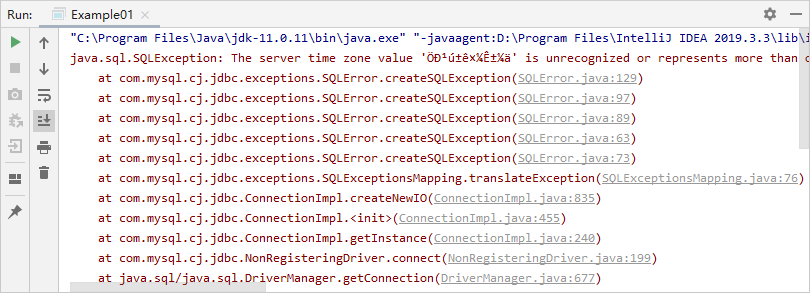 Run: Example01
"C:\Program Files\Java\jdk-11.0.11\bin\java.exe" "-javaagent:D:\Program Files\IntelliJ IDEA 2019.3.3\lib\i
java.sql.SQLException: The server time zone value 'ÖÐ¹ú±ê×¼Ê±¼ä' is unrecognized or represents more than o
at com.mysql.cj.jdbc.exceptions.SQLError.createSQLException(SQLError.java:129)
at com.mysql.cj.jdbc.exceptions.SQLError.createSQLException(SQLError.java:97)
at com.mysql.cj.jdbc.exceptions.SQLError.createSQLException(SQLError.java:89)
at com.mysql.cj.jdbc.exceptions.SQLError.createSQLException(SQLError.java:63)
at com.mysql.cj.jdbc.exceptions.SQLError.createSQLException(SQLError.java:73)
at com.mysql.cj.jdbc.exceptions.SQLExceptionsMapping.translateException(SQLExceptionsMapping.java:76)
at com.mysql.cj.jdbc.ConnectionImpl.createNewIO(ConnectionImpl.java:835)
at com.mysql.cj.jdbc.ConnectionImpl.<init>(ConnectionImpl.java:455)
at com.mysql.cj.jdbc.ConnectionImpl.getInstance(ConnectionImpl.java:240)
at com.mysql.cj.jdbc.NonRegisteringDriver.connect(NonRegisteringDriver.java:199)
at java.sql/java.sql.DriverManager.getConnection(DriverManager.java:677)